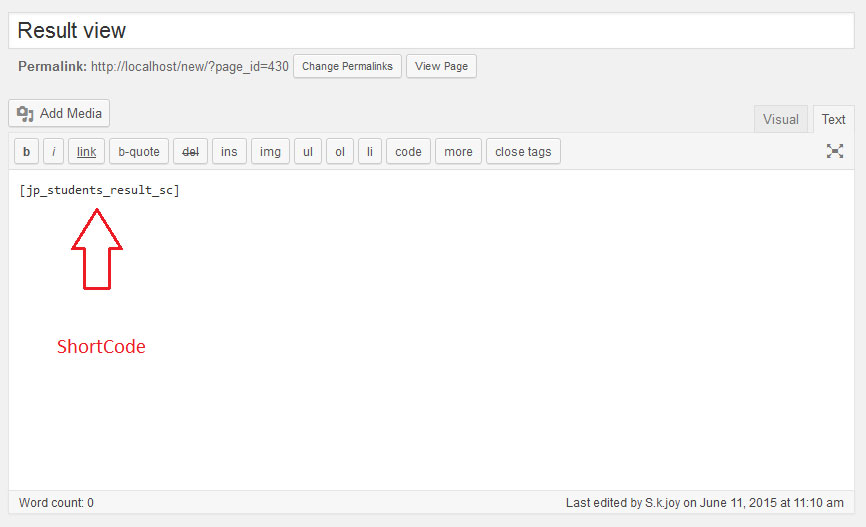 Result view
Permalink: http://localhost/new/?page_id=430 Change Permalinks View Page
Add Media Visual Text
b i link b-quote del ins img ul ol li code more close tags
[jp_students_result_sc]
ShortCode
Word count: 0 Last edited by S.k.joy on June 11, 2015 at 11:10 am